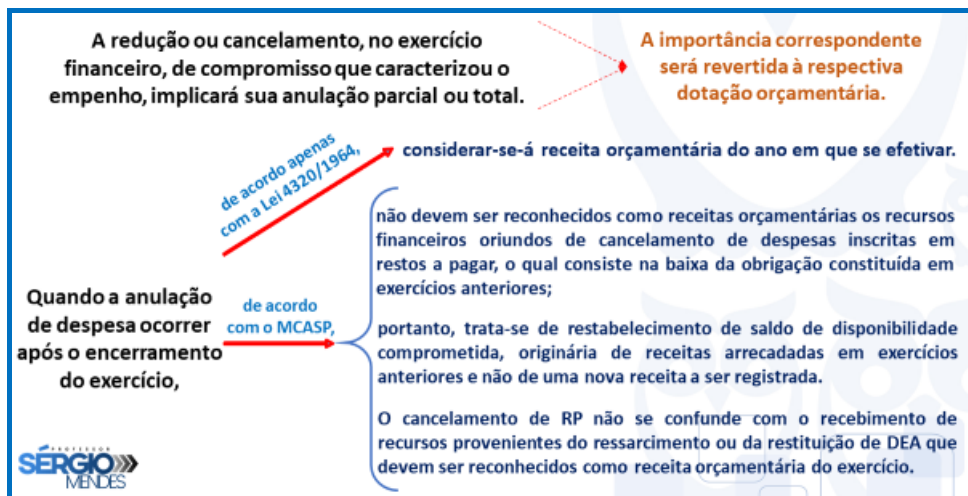 A redução ou cancelamento, no exercício
financeiro, de compromisso que caracterizou o
empenho, implicará sua anulação parcial ou total.
A importância correspondente
será revertida à respectiva
dotação orçamentária.
de acordo apenas
com a Lei 4320/1964,
considerar-se-á receita orçamentária do ano em que se efetivar.
Quando a anulação
de despesa ocorrer
após o encerramento
do exercício,
de acordo
com o MCASP,
não devem ser reconhecidos como receitas orçamentárias os recursos
financeiros oriundos de cancelamento de despesas inscritas em
restos a pagar, o qual consiste na baixa da obrigação constituída em
exercícios anteriores;
portanto, trata-se de restabelecimento de saldo de disponibilidade
comprometida, originária de receitas arrecadadas em exercícios
anteriores e não de uma nova receita a ser registrada.
O cancelamento de RP não se confunde com o recebimento de
recursos provenientes do ressarcimento ou da restituição de DEA que
devem ser reconhecidos como receita orçamentária do exercício.
PROFESSOR
SÉRGIO
MENDES